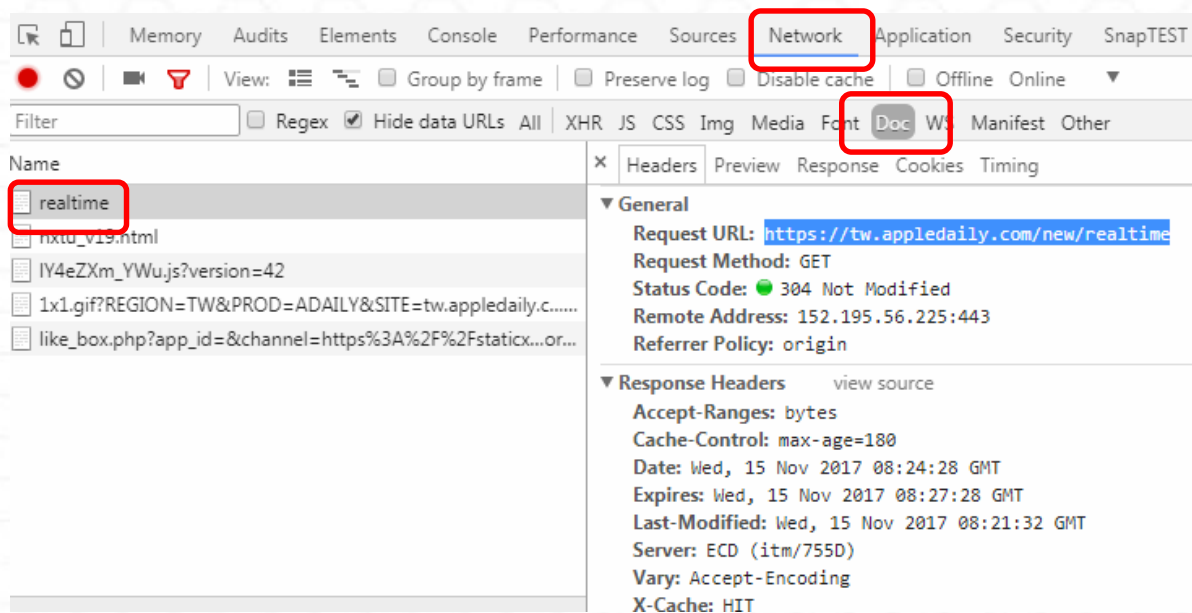 Memory Audits Elements Console Performance Sources Network Application Security SnapTEST
View: Group by frame Preserve log Disable cache Offline Online
Filter Regex Hide data URLs All XHR JS CSS Img Media Font Doc WS Manifest Other
Name
realtime
nxtu_v19.html
lY4eZXm_YWu.js?version=42
1x1.gif?REGION=TW&PROD=ADAILY&SITE=tw.appledaily.c......
like_box.php?app_id=&channel=https%3A%2F%2Fstaticx...or...
× Headers Preview Response Cookies Timing
General
Request URL: https://tw.appledaily.com/new/realtime
Request Method: GET
Status Code: 304 Not Modified
Remote Address: 152.195.56.225:443
Referrer Policy: origin
Response Headers view source
Accept-Ranges: bytes
Cache-Control: max-age=180
Date: Wed, 15 Nov 2017 08:24:28 GMT
Expires: Wed, 15 Nov 2017 08:27:28 GMT
Last-Modified: Wed, 15 Nov 2017 08:21:32 GMT
Server: ECD (itm/755D)
Vary: Accept-Encoding
X-Cache: HIT